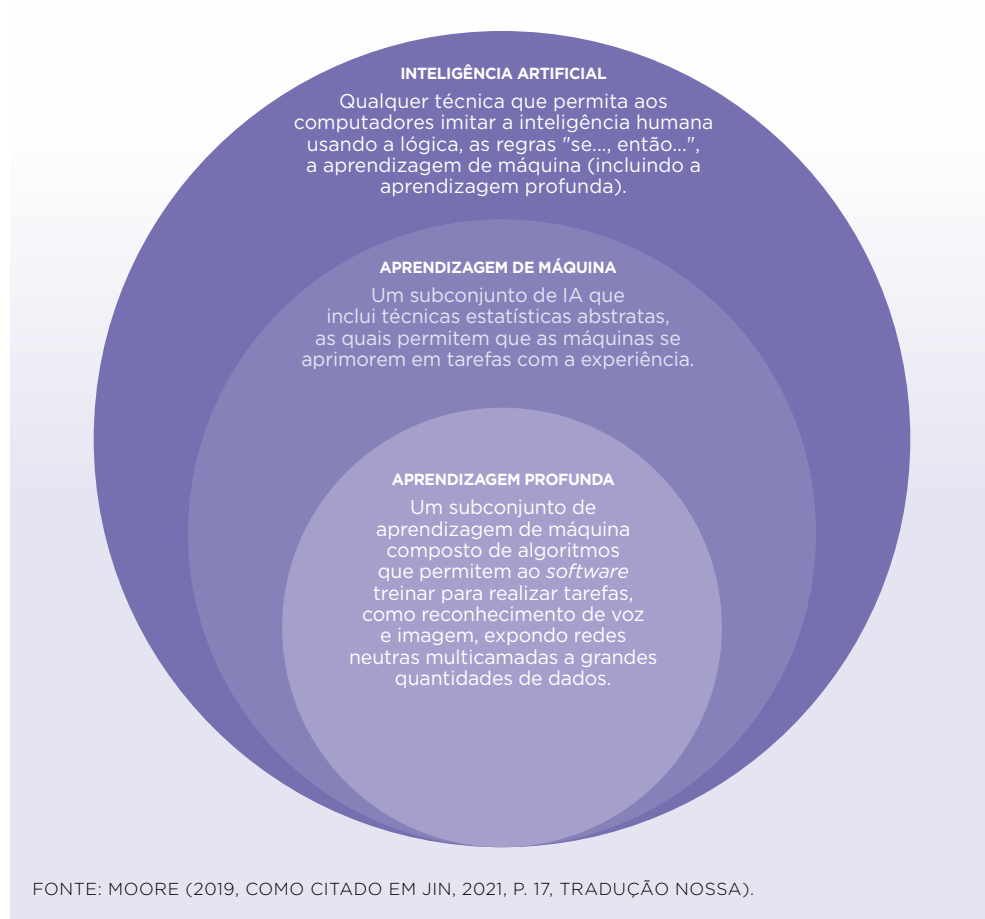 INTELIGÊNCIA ARTIFICIAL
Qualquer técnica que permita aos
computadores imitar a inteligência humana
usando a lógica, as regras "se..., então...",
a aprendizagem de máquina (incluindo a
aprendizagem profunda).
APRENDIZAGEM DE MÁQUINA
Um subconjunto de IA que
inclui técnicas estatísticas abstratas,
as quais permitem que as máquinas se
aprimorem em tarefas com a experiência.
APRENDIZAGEM PROFUNDA
Um subconjunto de
aprendizagem de máquina
composto de algoritmos
que permitem ao software
treinar para realizar tarefas,
como reconhecimento de voz
e imagem, expondo redes
neutras multicamadas a grandes
quantidades de dados.
FONTE: MOORE (2019, COMO CITADO EM JIN, 2021, P. 17, TRADUÇÃO NOSSA).